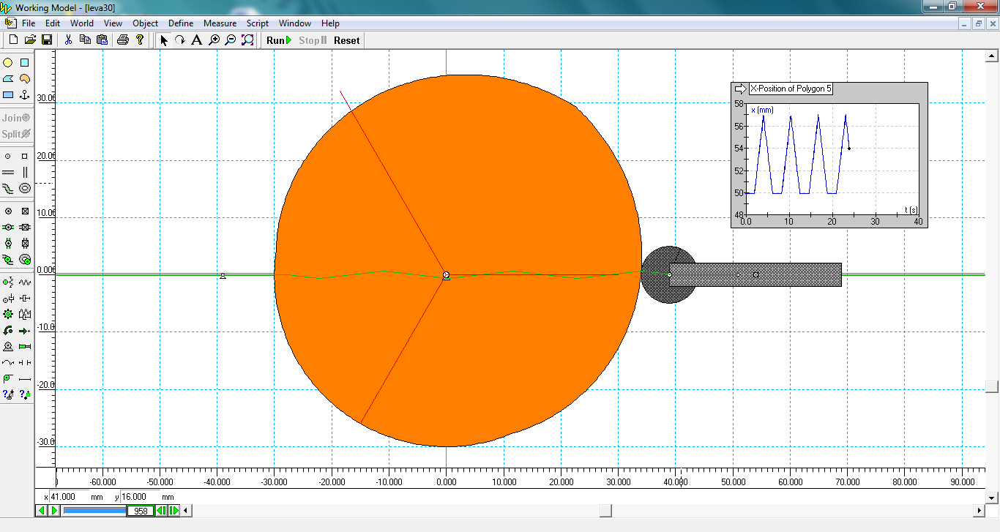 Working Model - [leva30]
File Edit World View Object Define Measure Script Window Help
Run Stop Reset
Join
Split
X-Position of Polygon 5
x (mm)
58
56
54
52
50
48
0.0 10 20 30 40
t (s)
30.00
20.00
10.00
0.000
-10.0
-20.0
-30.0
-60.000 -50.000 -40.000 -30.000 -20.000 -10.000 0.000 10.000 20.000 30.000 40.000 50.000 60.000 70.000 80.000 90.000
x 41.000 mm y 16.000 mm
958